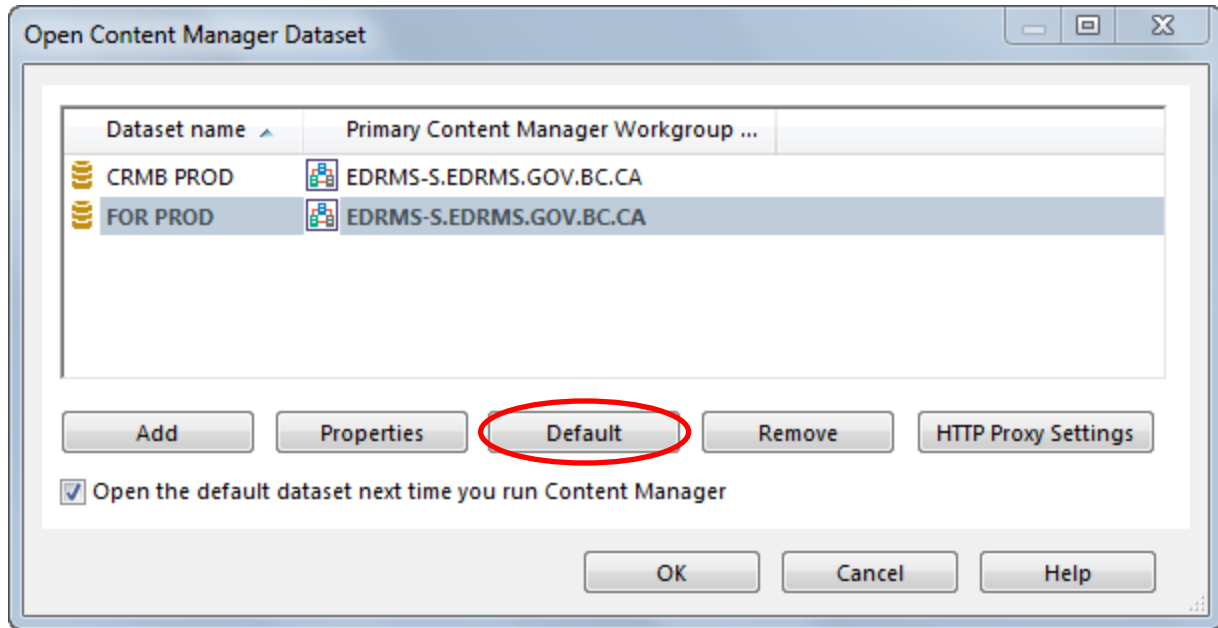 Open Content Manager Dataset
Dataset name Primary Content Manager Workgroup ...
CRMB PROD EDRMS-S.EDRMS.GOV.BC.CA
FOR PROD EDRMS-S.EDRMS.GOV.BC.CA
Add Properties Default Remove HTTP Proxy Settings
Open the default dataset next time you run Content Manager
OK Cancel Help